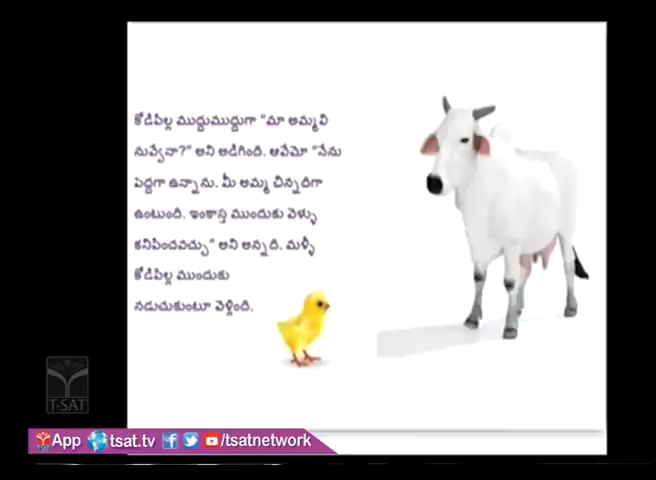 కోడిపిల్ల ముద్దుముద్దుగా "మా అమ్మవి
నువ్వేనా?" అని అడిగింది. ఆవేమో "నేను
పెద్దగా ఉన్నాను. మీ అమ్మ చిన్నదిగా
ఉంటుంది. ఇంకాస్త ముందుకు వెళ్ళు
కనిపించవచ్చు" అని అన్నది. మళ్ళీ
కోడిపిల్ల ముందుకు
నడుచుకుంటూ వెళ్లింది.
T-SAT
App tsat.tv /tsatnetwork